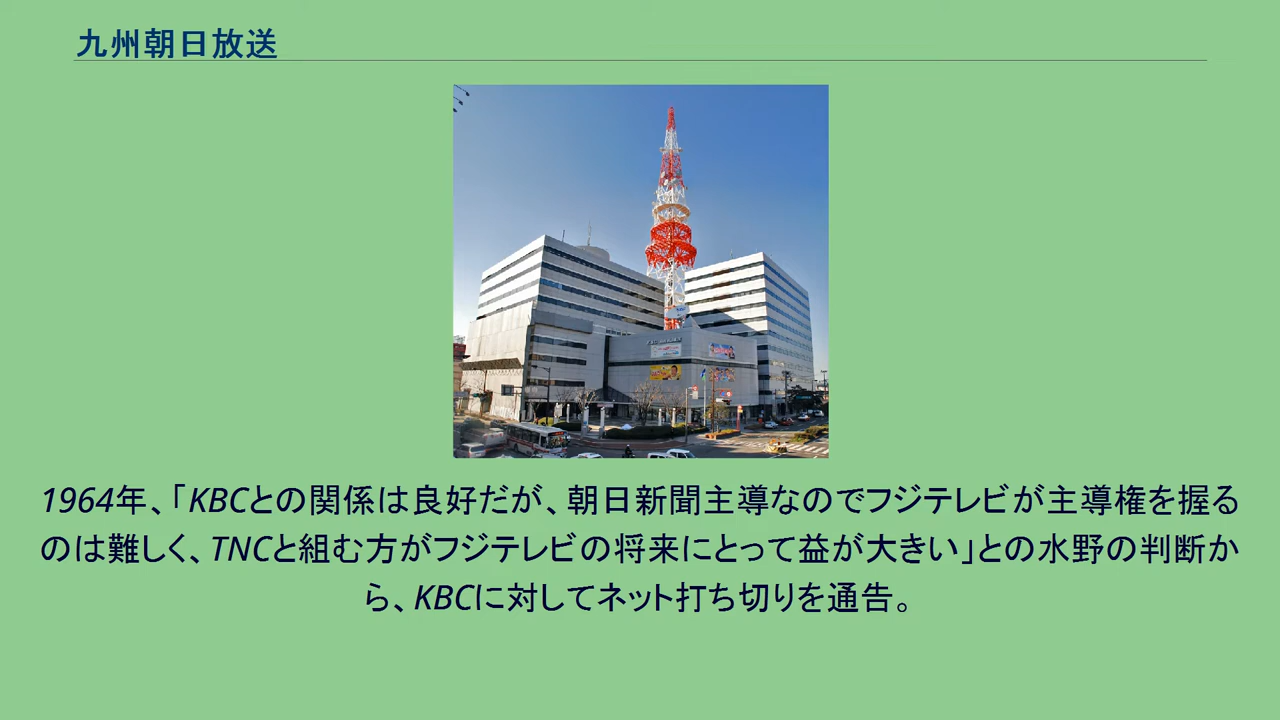 九州朝日放送
1964年、「KBCとの関係は良好だが、朝日新聞主導なのでフジテレビが主導権を握る
のは難しく、TNCと組む方がフジテレビの将来にとって益が大きい」との水野の判断か
ら、KBCに対してネット打ち切りを通告。